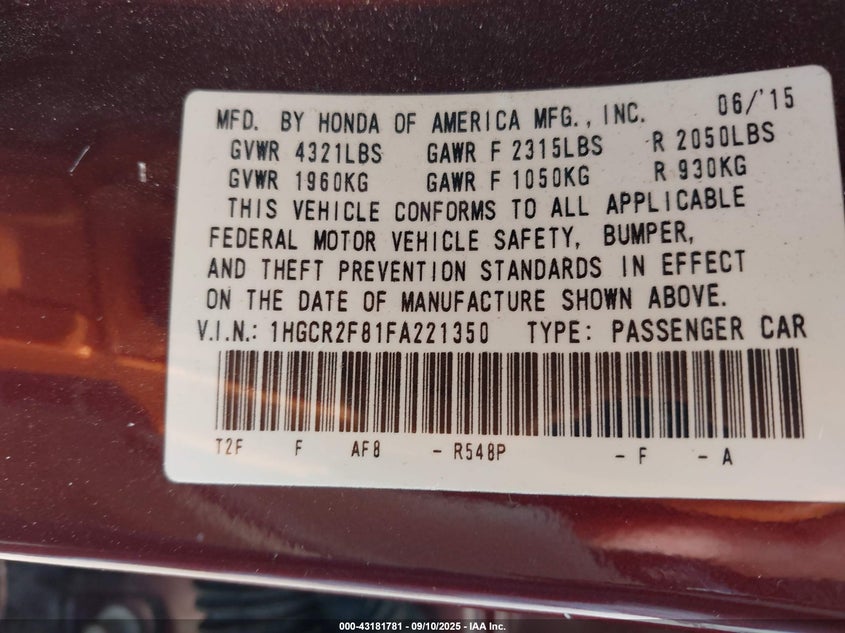 MFD. BY HONDA OF AMERICA MFG., INC. 06/'15
GVWR 4321LBS GAWR F 2315LBS R 2050LBS
GVWR 1960KG GAWR F 1050KG R 930KG
THIS VEHICLE CONFORMS TO ALL APPLICABLE
FEDERAL MOTOR VEHICLE SAFETY, BUMPER,
AND THEFT PREVENTION STANDARDS IN EFFECT
ON THE DATE OF MANUFACTURE SHOWN ABOVE.
V.I.N.: 1HGCR2F81FA221350 TYPE: PASSENGER CAR
T2F F AF8 - R548P - F - A
000-43181781 - 09/10/2025 - IAA Inc.